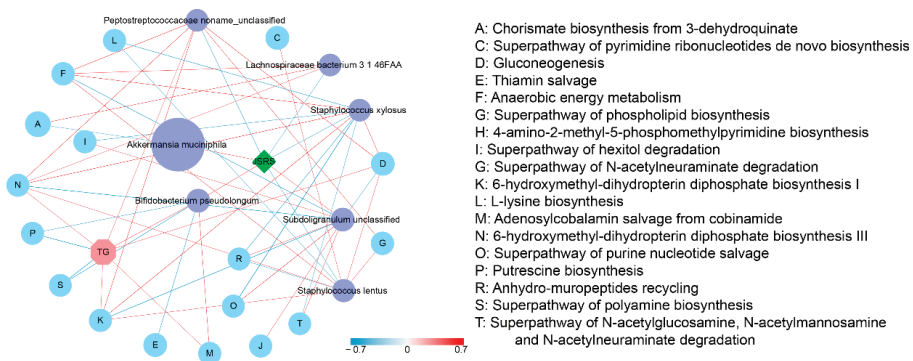 Peptostreptococcaceae noname_unclassified
L
C
Lachnospiraceae bacterium 3 1 46FAA
F
Staphylococcus xylosus
A
I
Akkermansia muciniphila
JSRS
D
N
Bifidobacterium pseudolongum
Subdoligranulum unclassified
P
G
TG
R
S
Staphylococcus lentus
O
K
T
E
M
J
−0.7 0 0.7
A: Chorismate biosynthesis from 3-dehydroquinate
C: Superpathway of pyrimidine ribonucleotides de novo biosynthesis
D: Gluconeogenesis
E: Thiamin salvage
F: Anaerobic energy metabolism
G: Superpathway of phospholipid biosynthesis
H: 4-amino-2-methyl-5-phosphomethylpyrimidine biosynthesis
I: Superpathway of hexitol degradation
G: Superpathway of N-acetylneuraminate degradation
K: 6-hydroxymethyl-dihydropterin diphosphate biosynthesis I
L: L-lysine biosynthesis
M: Adenosylcobalamin salvage from cobinamide
N: 6-hydroxymethyl-dihydropterin diphosphate biosynthesis III
O: Superpathway of purine nucleotide salvage
P: Putrescine biosynthesis
R: Anhydro-muropeptides recycling
S: Superpathway of polyamine biosynthesis
T: Superpathway of N-acetylglucosamine, N-acetylmannosamine
and N-acetylneuraminate degradation